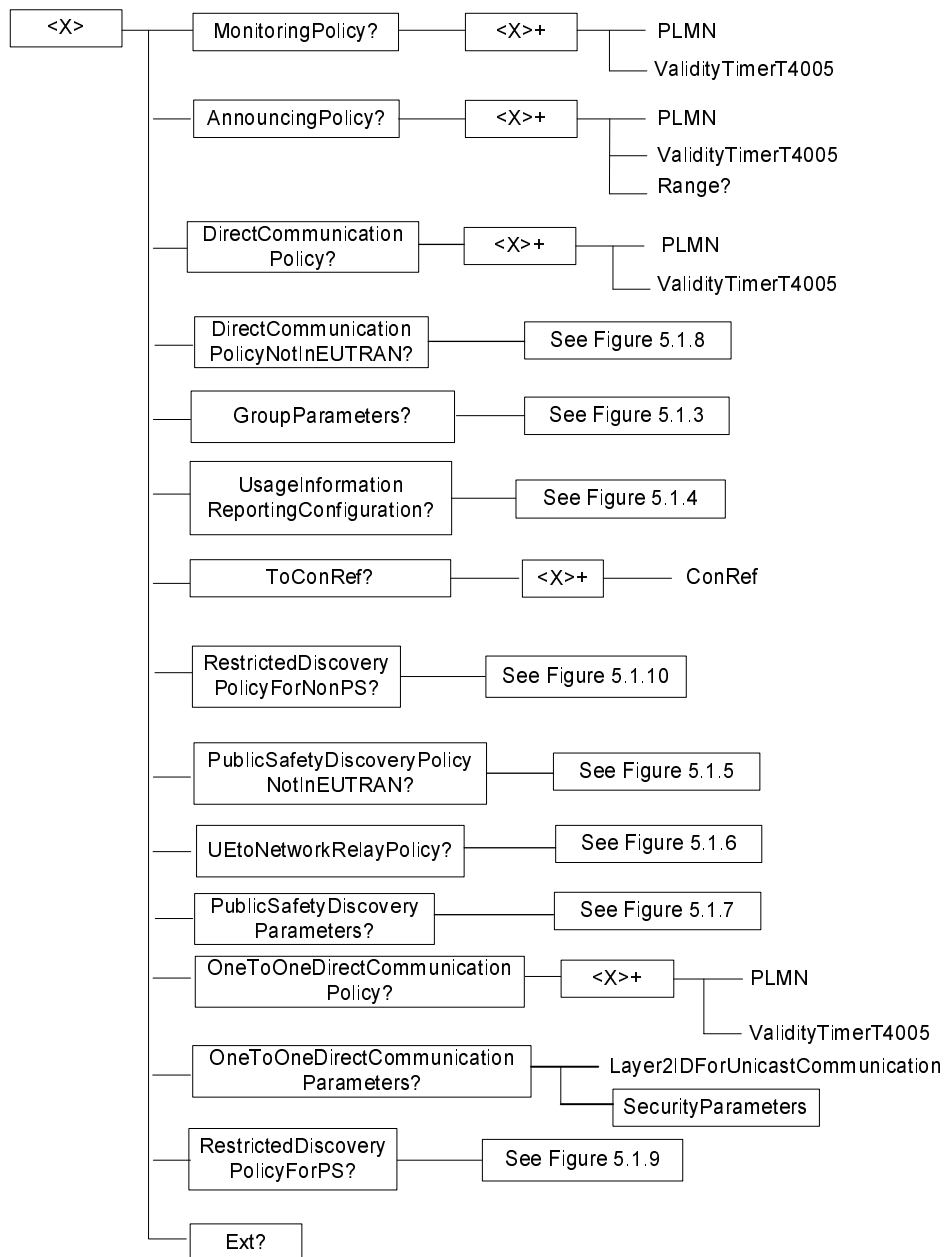 <X>
MonitoringPolicy?
<X>+
PLMN
ValidityTimerT4005
AnnouncingPolicy?
<X>+
PLMN
ValidityTimerT4005
Range?
DirectCommunication
Policy?
<X>+
PLMN
ValidityTimerT4005
DirectCommunication
PolicyNotInEUTRAN?
See Figure 5.1.8
GroupParameters?
See Figure 5.1.3
UsageInformation
ReportingConfiguration?
See Figure 5.1.4
ToConRef?
<X>+
ConRef
RestrictedDiscovery
PolicyForNonPS?
See Figure 5.1.10
PublicSafetyDiscoveryPolicy
NotInEUTRAN?
See Figure 5.1.5
UEtoNetworkRelayPolicy?
See Figure 5.1.6
PublicSafetyDiscovery
Parameters?
See Figure 5.1.7
OneToOneDirectCommunication
Policy?
<X>+
PLMN
ValidityTimerT4005
OneToOneDirectCommunication
Parameters?
Layer2IDForUnicastCommunication
SecurityParameters
RestrictedDiscovery
PolicyForPS?
See Figure 5.1.9
Ext?